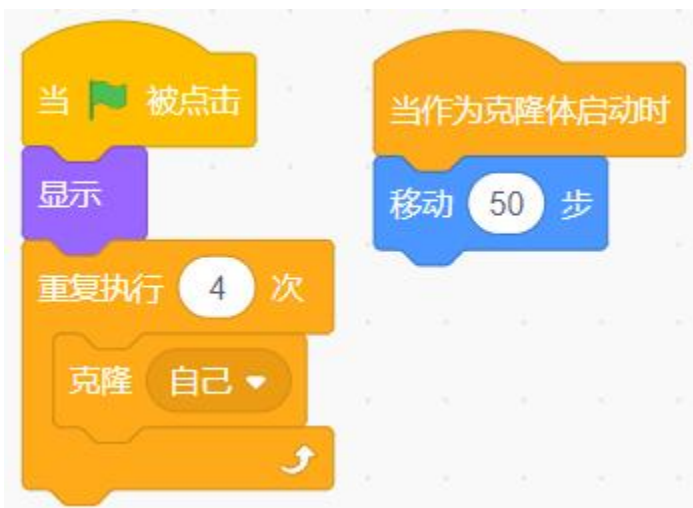 当 被点击
显示
重复执行 4 次
克隆 自己
当作为克隆体启动时
移动 50 步